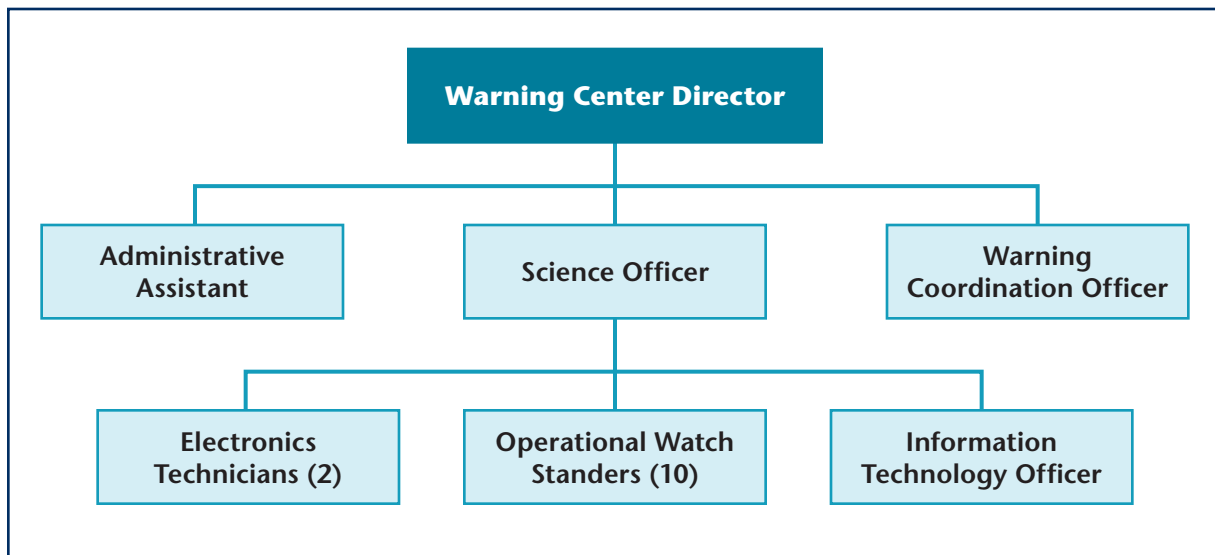 Warning Center Director
Administrative
Assistant
Science Officer
Warning
Coordination Officer
Electronics
Technicians (2)
Operational Watch
Standers (10)
Information
Technology Officer